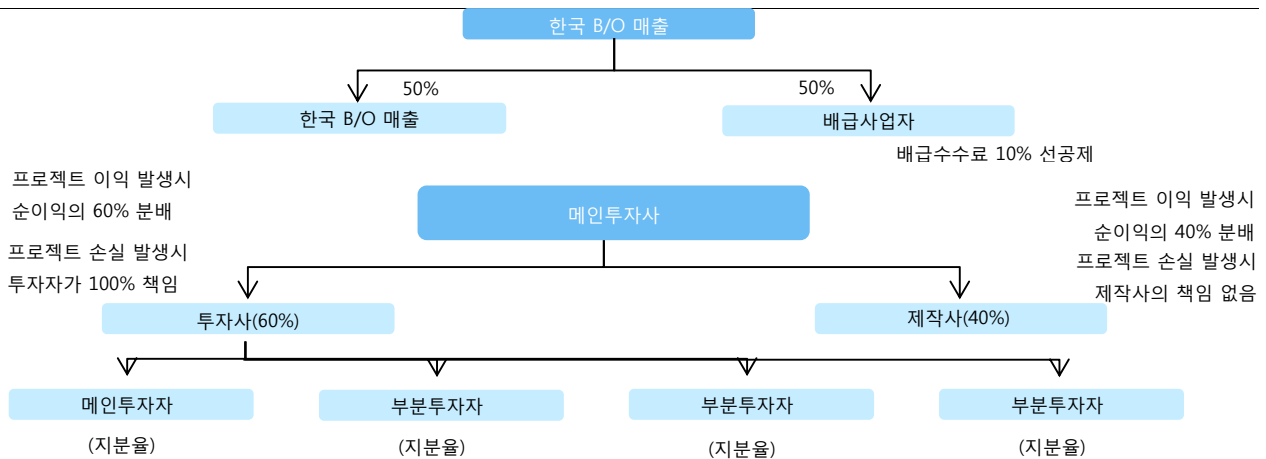 한국 B/O 매출
50%
50%
한국 B/O 매출
배급사업자
배급수수료 10% 선공제
프로젝트 이익 발생시
순이익의 60% 분배
프로젝트 손실 발생시
투자자가 100% 책임
메인투자사
프로젝트 이익 발생시
순이익의 40% 분배
프로젝트 손실 발생시
제작사의 책임 없음
투자사(60%)
제작사(40%)
메인투자자
부분투자자
부분투자자
부분투자자
(지분율)
(지분율)
(지분율)
(지분율)